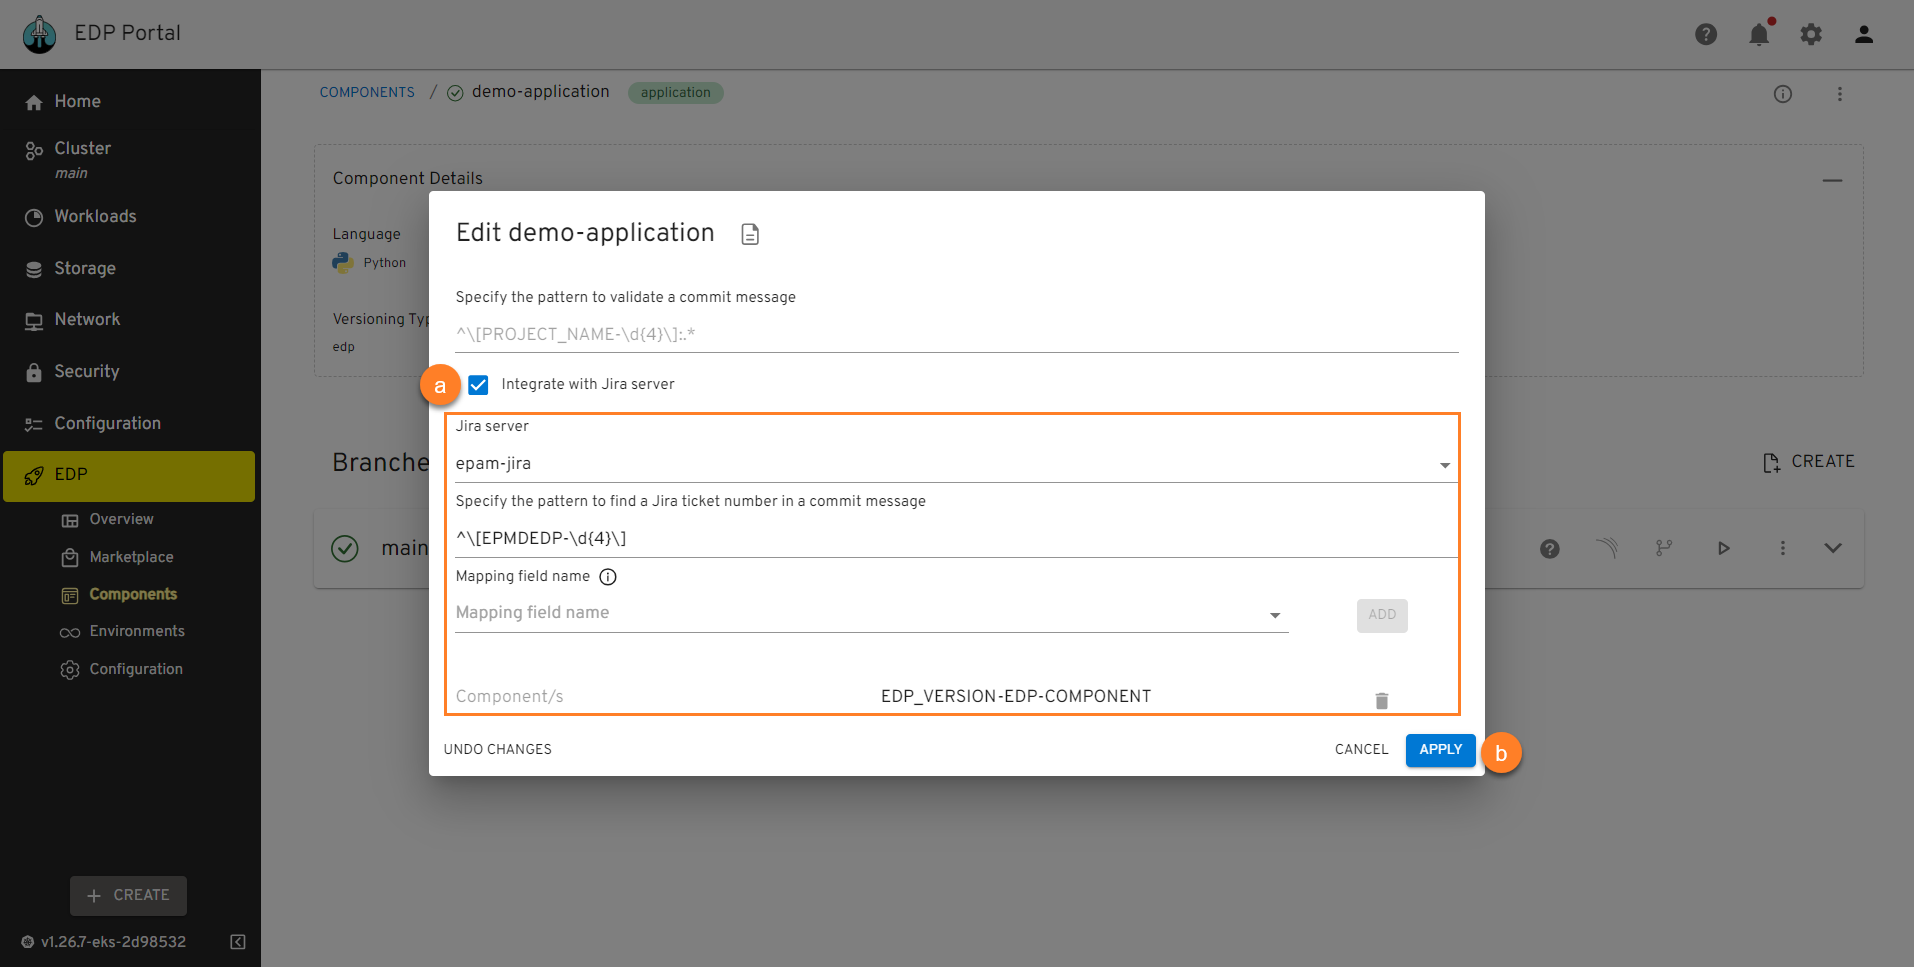 EDP Portal
Home
Cluster
main
Workloads
Storage
Network
Security
Configuration
EDP
Overview
Marketplace
Components
Environments
Configuration
CREATE
v1.26.7-eks-2d98532
COMPONENTS / demo-application application
Component Details
Language
Python
Versioning Typ
edp
Branche
CREATE
main
Edit demo-application
Specify the pattern to validate a commit message
^\[PROJECT_NAME-\d{4}\]:.*
a
Integrate with Jira server
Jira server
epam-jira
Specify the pattern to find a Jira ticket number in a commit message
^\[EPMDEDP-\d{4}\]
Mapping field name
Mapping field name
ADD
Component/s EDP_VERSION-EDP-COMPONENT
UNDO CHANGES CANCEL APPLY
b